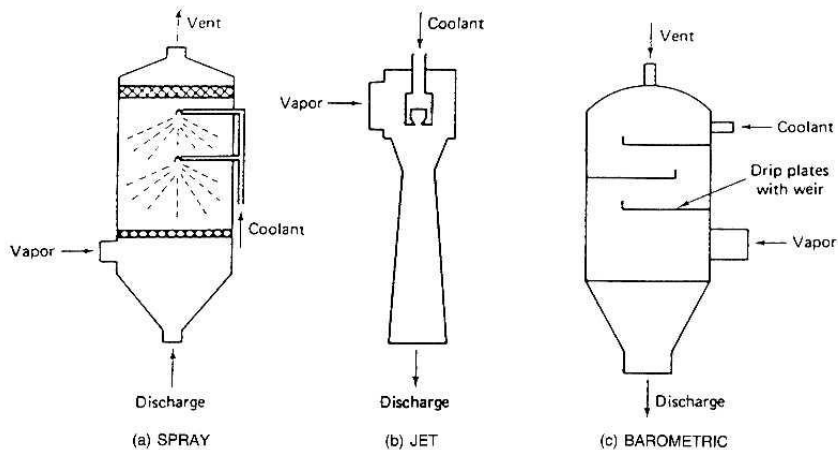 Vent
Vapor
Coolant
Discharge
(a) SPRAY
Coolant
Vapor
Discharge
(b) JET
Vent
Coolant
Drip plates
with weir
Vapor
Discharge
(c) BAROMETRIC